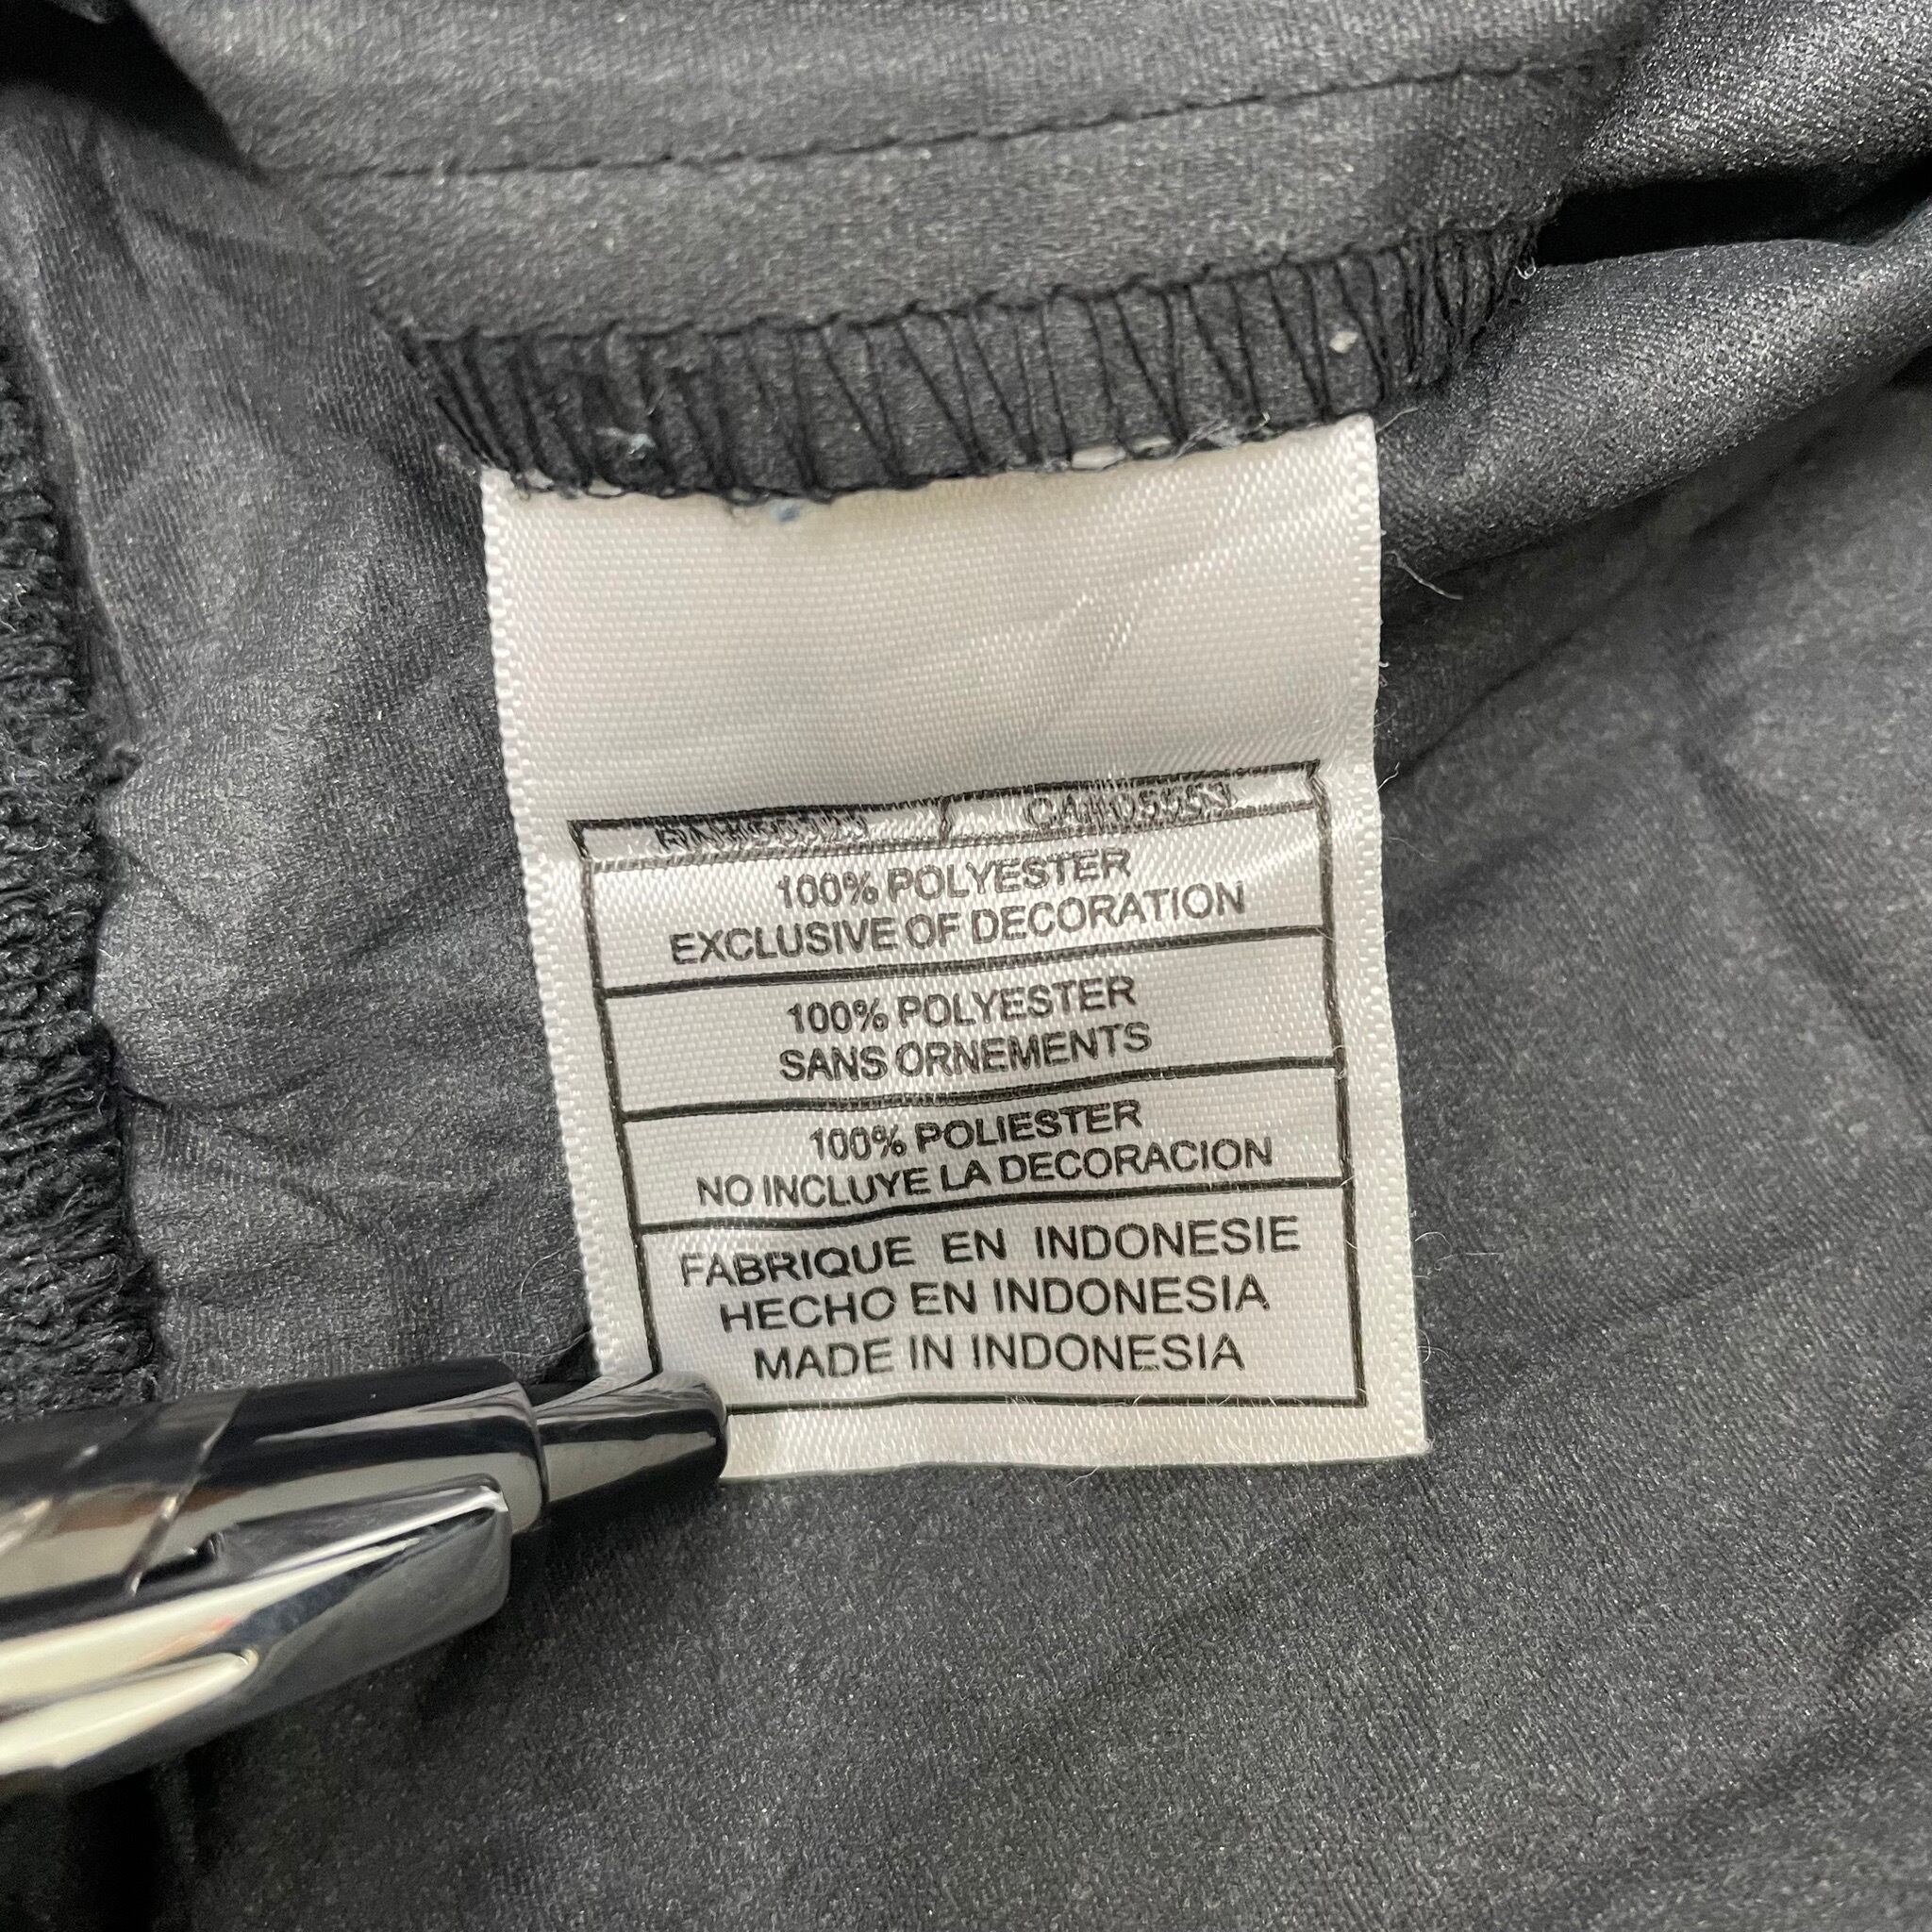 100% POLYESTER
EXCLUSIVE OF DECORATION
100% POLYESTER
SANS ORNEMENTS
100% POLIESTER
NO INCLUYE LA DECORACION
FABRIQUE EN INDONESIE
HECHO EN INDONESIA
MADE IN INDONESIA